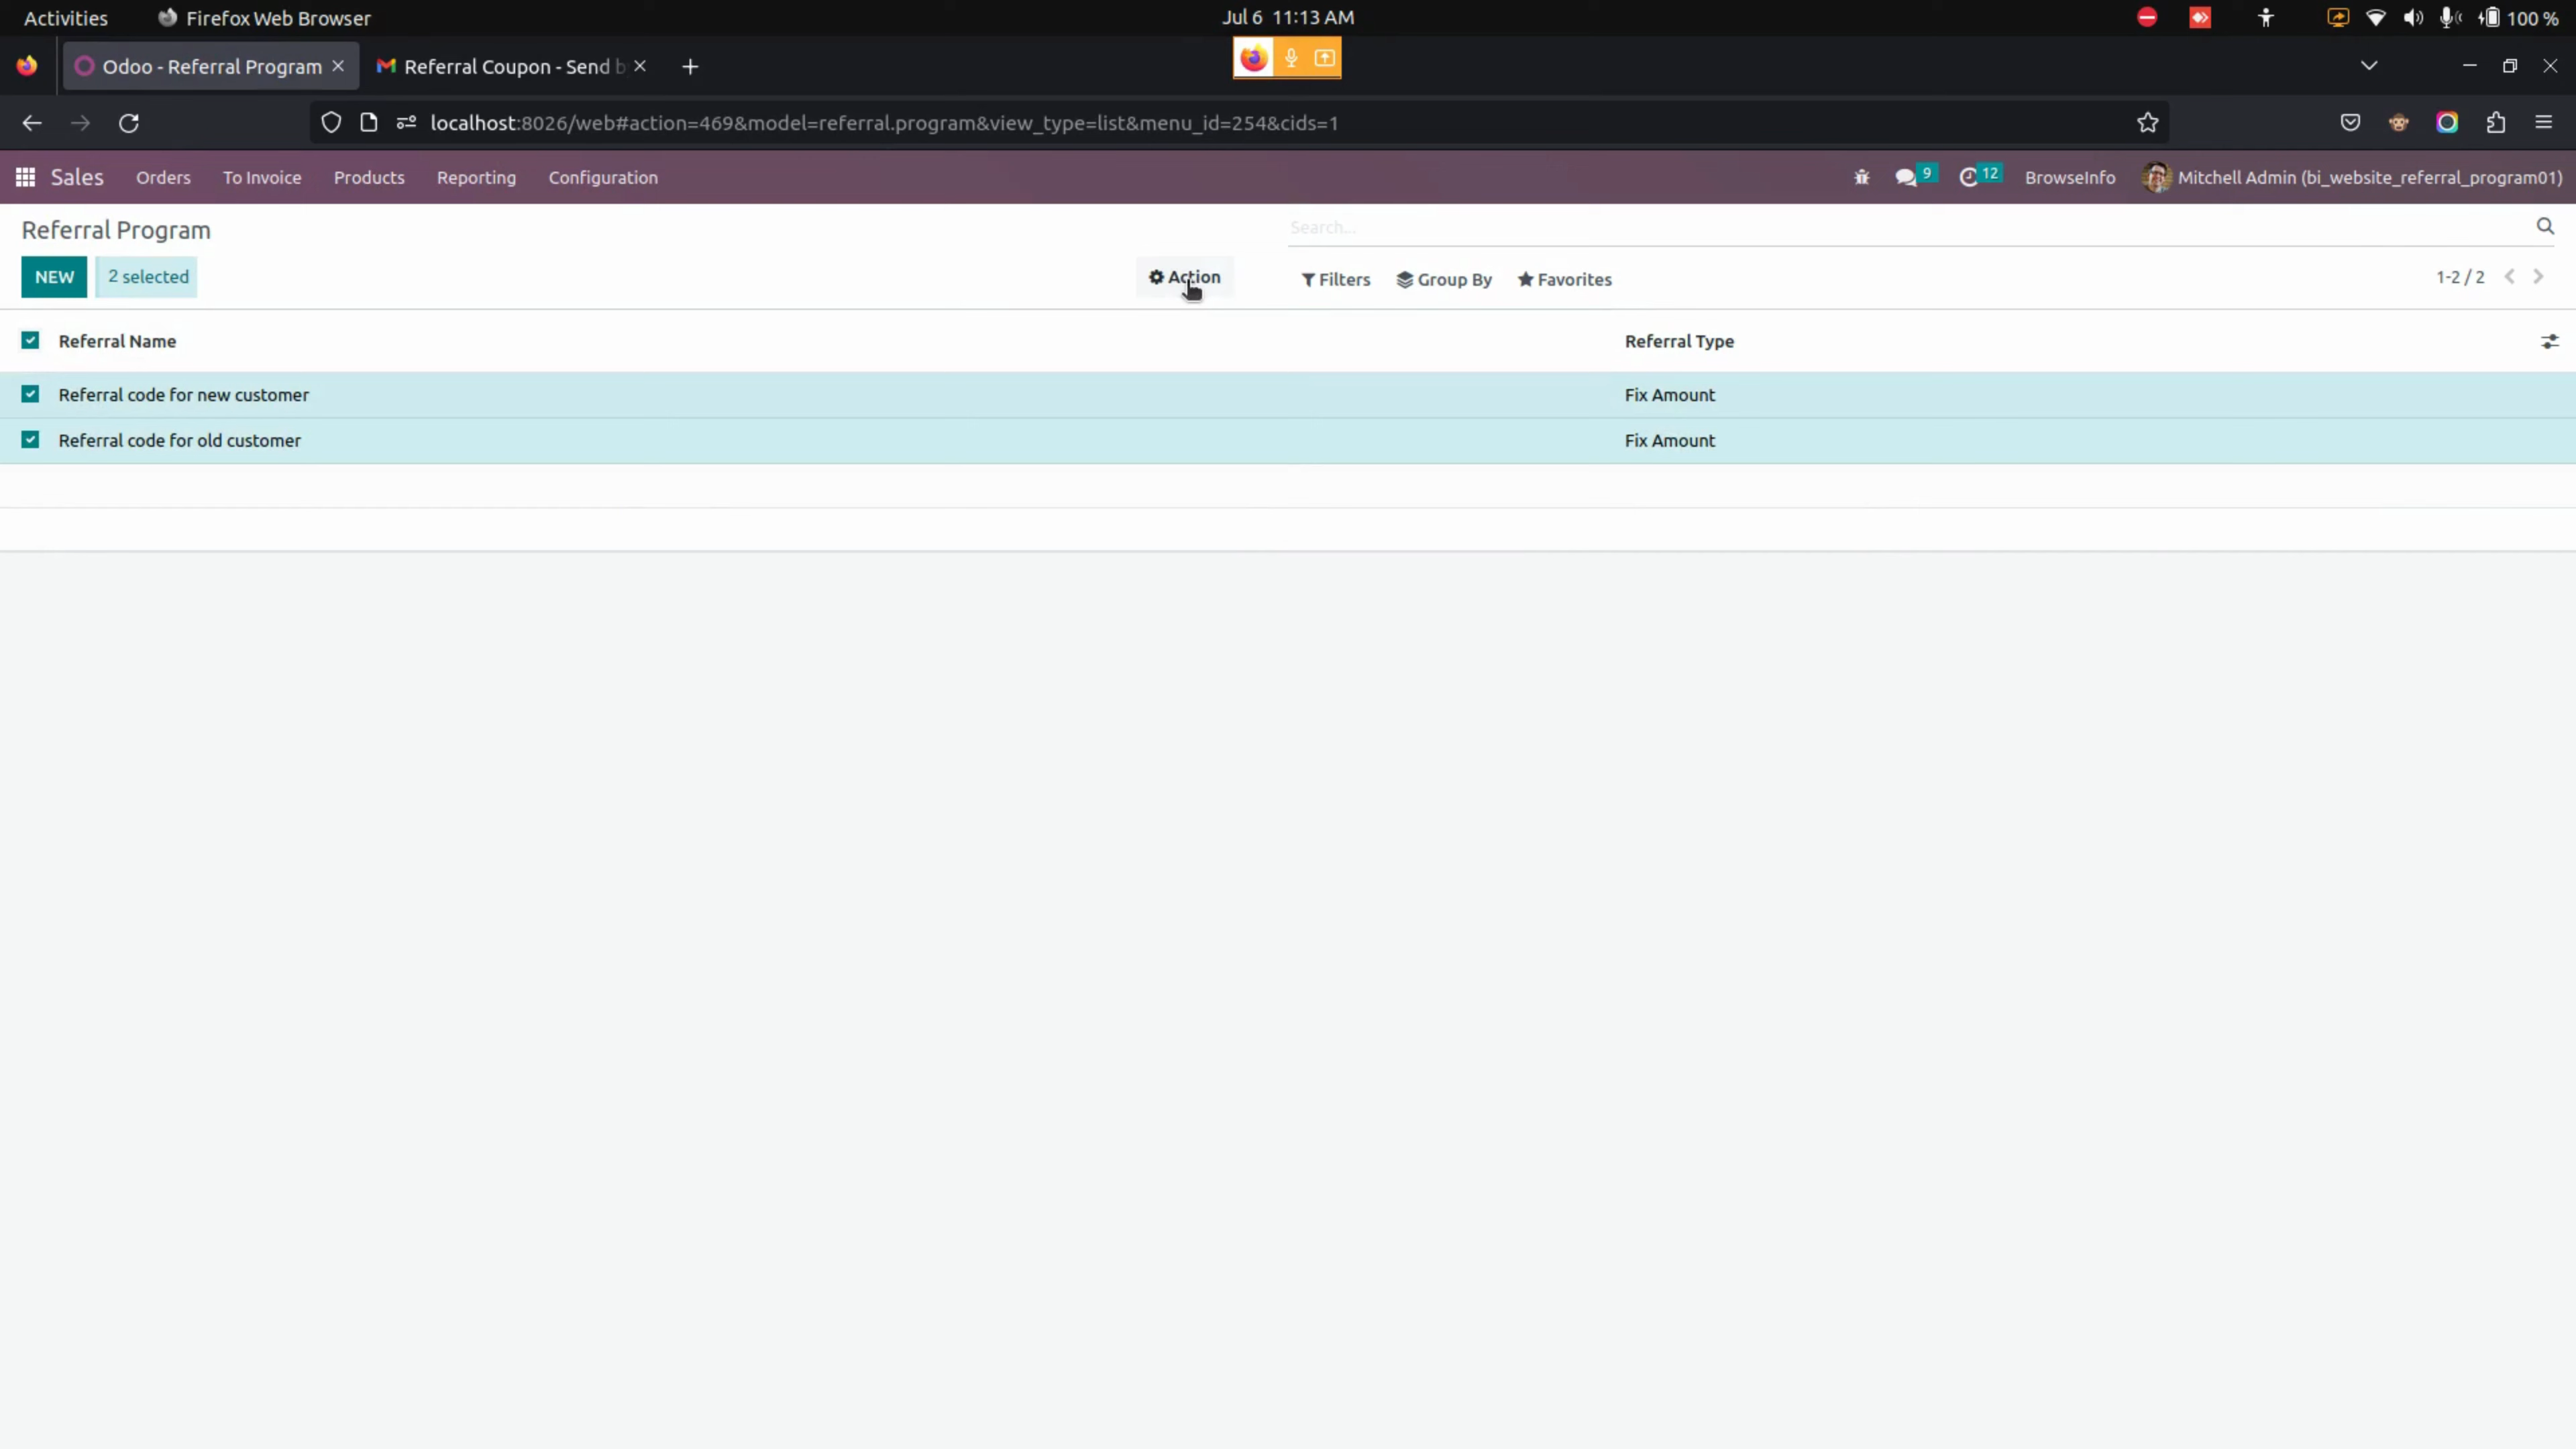 Activities Firefox Web Browser Jul 6 11:13 AM 100 %
Odoo - Referral Program Referral Coupon - Send b
localhost:8026/web#action=469&model=referral.program&view_type=list&menu_id=254&cids=1
Sales Orders To Invoice Products Reporting Configuration 9 12 BrowseInfo Mitchell Admin (bi_website_referral_program01)
Referral Program Search...
NEW 2 selected Action Filters Group By Favorites 1-2 / 2
Referral Name Referral Type
Referral code for new customer Fix Amount
Referral code for old customer Fix Amount